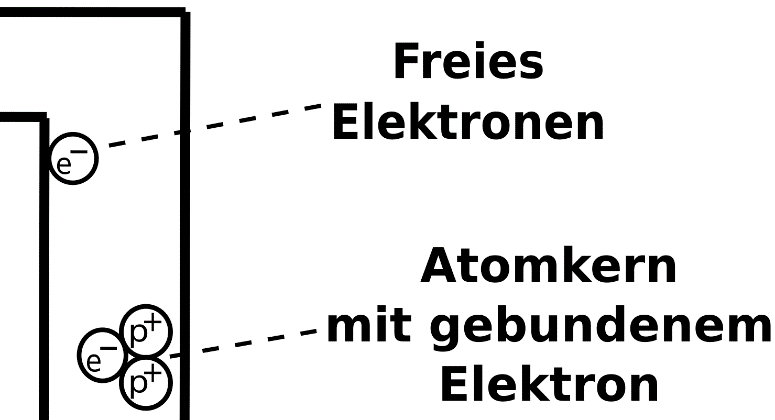 Freies
Elektronen
e⁻
Atomkern
mit gebundenem
Elektron
p⁺
e⁻
p⁺